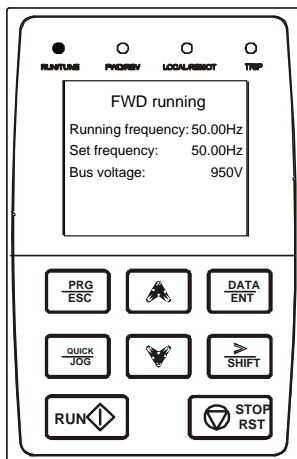 RUN/TUNE FWD/REV LOCAL/REMOT TRIP
FWD running
Running frequency: 50.00Hz
Set frequency: 50.00Hz
Bus voltage: 950V
PRG
ESC
DATA
ENT
QUICK
JOG
SHIFT
RUN
STOP
RST